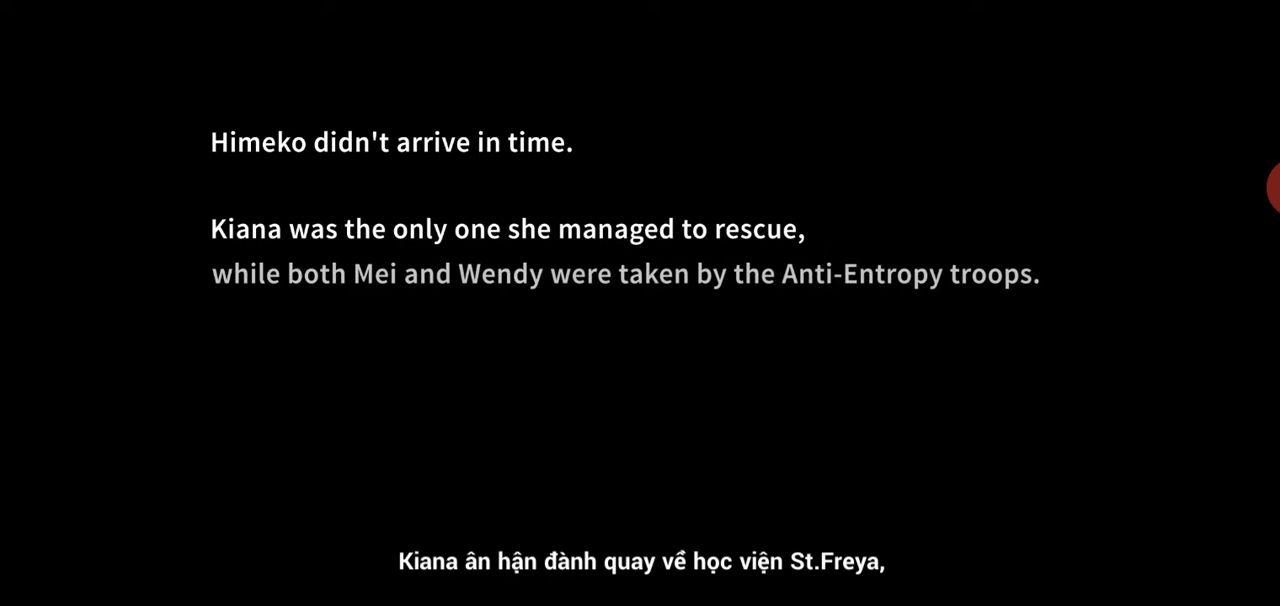 Himeko didn't arrive in time.
Kiana was the only one she managed to rescue,
while both Mei and Wendy were taken by the Anti-Entropy troops.
Kiana ân hận đành quay về học viện St.Freya,